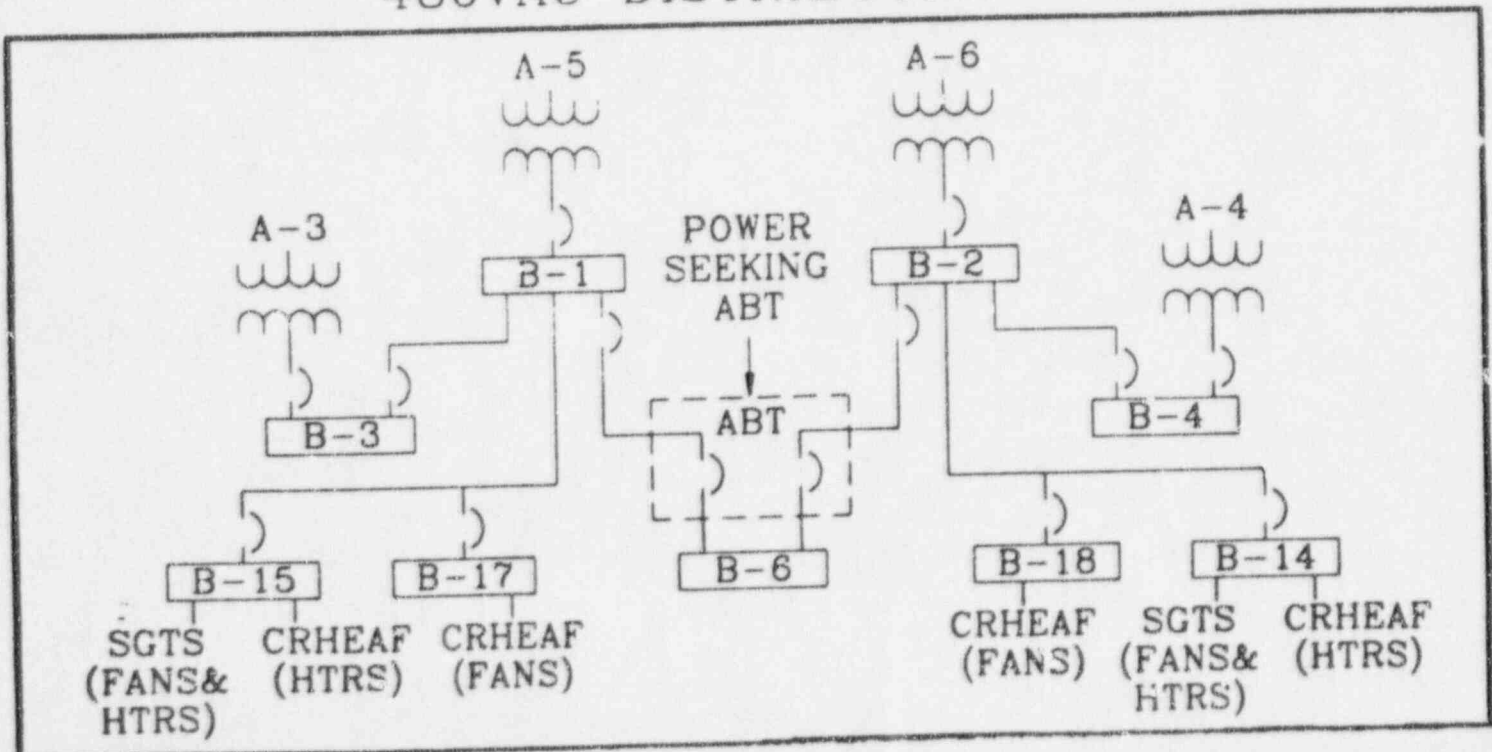 A-5
A-6
A-3
POWER
SEEKING
ABT
A-4
B-1
B-2
B-3
ABT
B-4
B-15
B-17
B-6
B-18
B-14
SGTS
(FANS&
HTRS)
CRHEAF
(HTRS)
CRHEAF
(FANS)
CRHEAF
(FANS)
SGTS
(FANS&
HTRS)
CRHEAF
(HTRS)